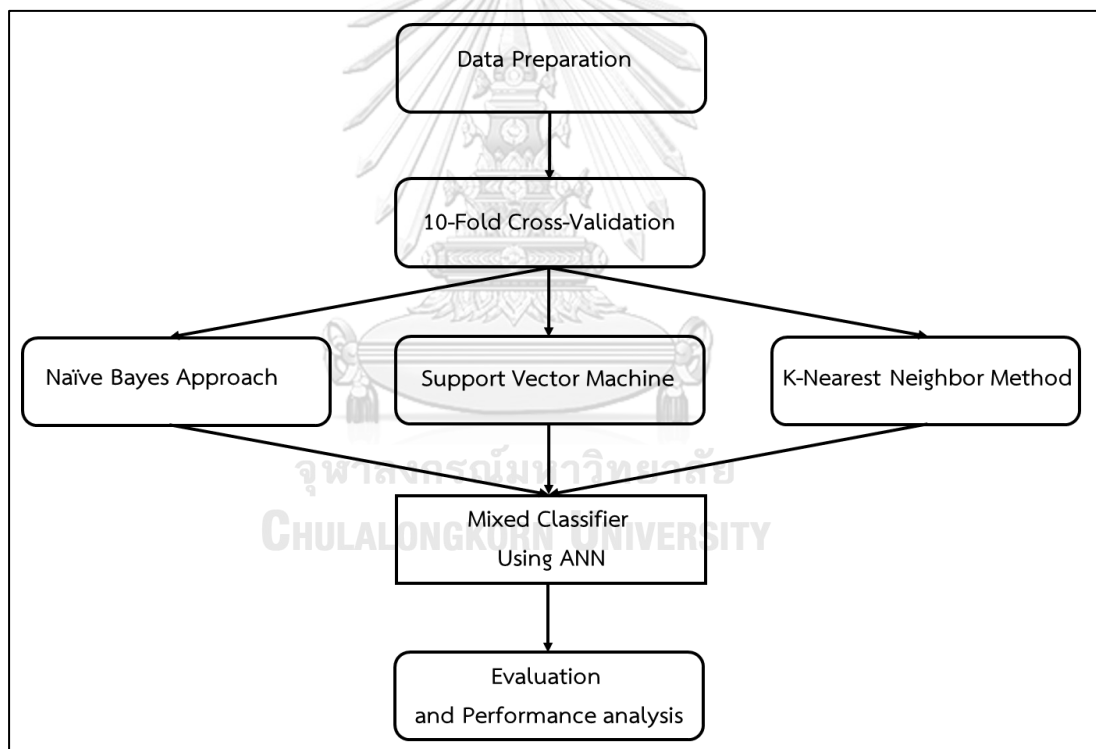 Data Preparation
10-Fold Cross-Validation
Naïve Bayes Approach
Support Vector Machine
K-Nearest Neighbor Method
จุฬาลงกรณ์มหาวิทยาลัย
CHULALONGKORN UNIVERSITY
Mixed Classifier
Using ANN
Evaluation
and Performance analysis